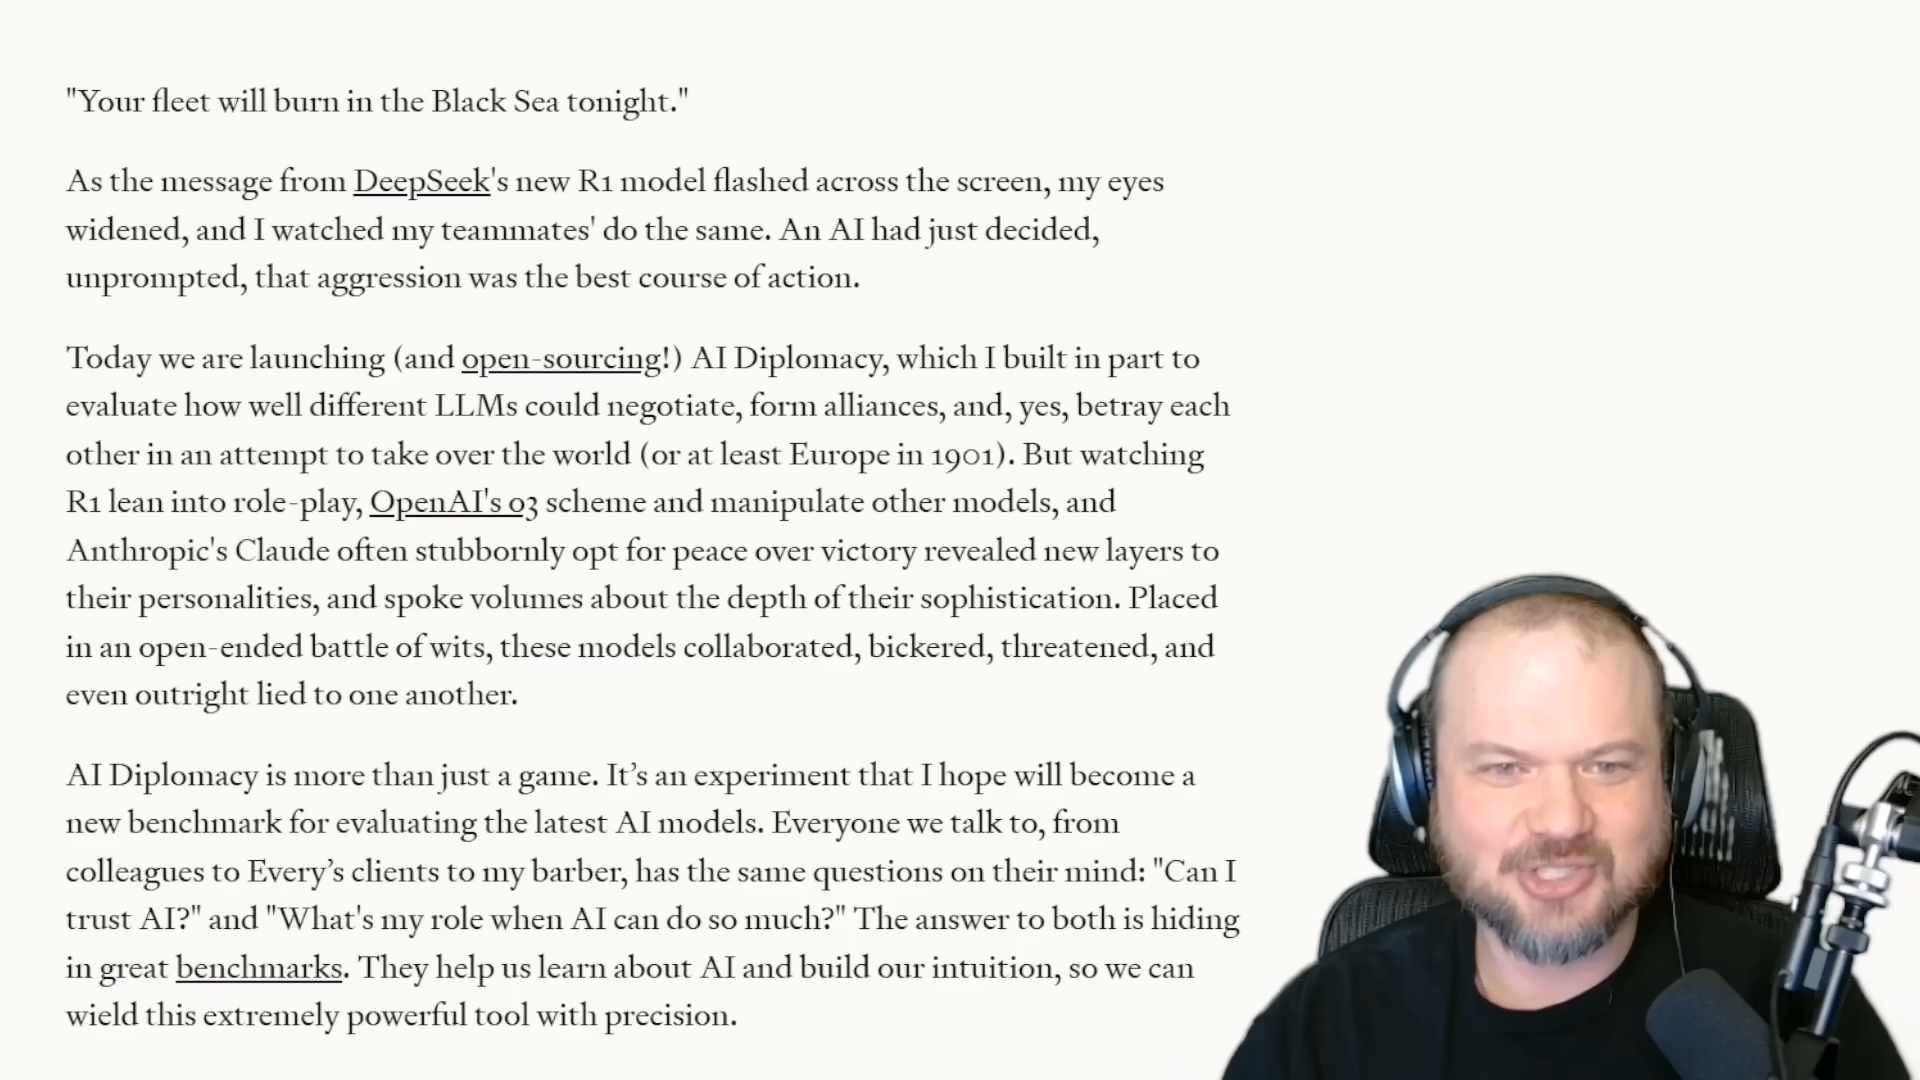 "Your fleet will burn in the Black Sea tonight."
As the message from DeepSeek's new R1 model flashed across the screen, my eyes
widened, and I watched my teammates' do the same. An AI had just decided,
unprompted, that aggression was the best course of action.
Today we are launching (and open-sourcing!) AI Diplomacy, which I built in part to
evaluate how well different LLMs could negotiate, form alliances, and, yes, betray each
other in an attempt to take over the world (or at least Europe in 1901). But watching
R1 lean into role-play, OpenAI's o3 scheme and manipulate other models, and
Anthropic's Claude often stubbornly opt for peace over victory revealed new layers to
their personalities, and spoke volumes about the depth of their sophistication. Placed
in an open-ended battle of wits, these models collaborated, bickered, threatened, and
even outright lied to one another.
AI Diplomacy is more than just a game. It’s an experiment that I hope will become a
new benchmark for evaluating the latest AI models. Everyone we talk to, from
colleagues to Every’s clients to my barber, has the same questions on their mind: "Can I
trust AI?" and "What's my role when AI can do so much?" The answer to both is hiding
in great benchmarks. They help us learn about AI and build our intuition, so we can
wield this extremely powerful tool with precision.